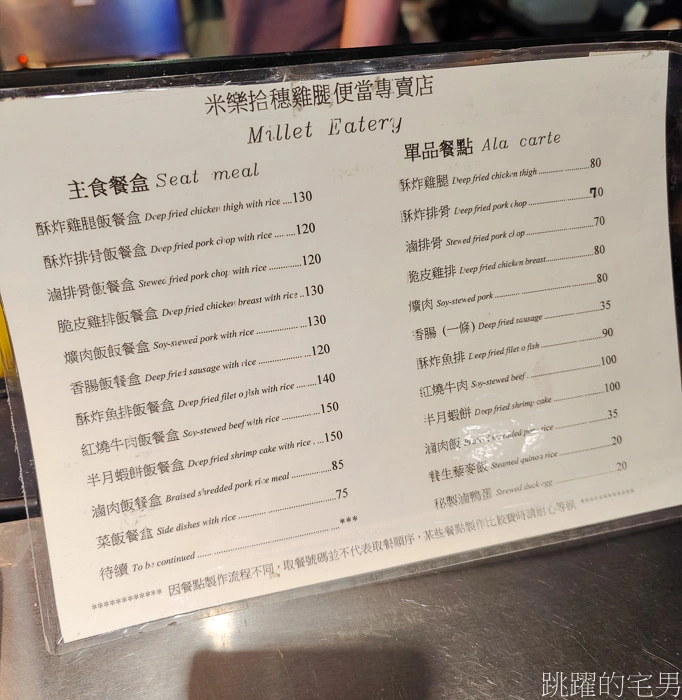 米樂拾穗雞腿便當專賣店
Millet Eatery
主食餐盒 Seat meal
酥炸雞腿飯餐盒 Deep fried chicken thigh with rice ....130
酥炸排骨飯餐盒 Deep fried pork chop with rice ............120
滷排骨飯餐盒 Stewed fried pork chop with rice ............120
脆皮雞排飯餐盒 Deep fried chicken breast with rice ..130
爌肉飯飯餐盒 Soy-stewed pork with rice ..................130
香腸飯餐盒 Deep fried sausage with rice .................120
酥炸魚排飯餐盒 Deep fried filet o fish with rice .......140
紅燒牛肉飯餐盒 Soy-stewed beef with rice ...............150
半月蝦餅飯餐盒 Deep fried shrimp cake with rice . ...150
滷肉飯餐盒 Braised shredded pork rice meal .............85
菜飯餐盒 Side dishes with rice ................................75
待續 To be continued ..............................................***
單品餐點 Ala carte
酥炸雞腿 Deep fried chicken thigh ...................80
酥炸排骨 Deep fried pork chop ......................70
滷排骨 Stewed fried pork chop .......................70
脆皮雞排 Deep fried chicken breast..................80
爌肉 Soy-stewed pork ...................................80
香腸 (一條) Deep fried sausage .....................35
酥炸魚排 Deep fried filet o fish .....................90
紅燒牛肉 Soy-stewed beef ...........................100
半月蝦餅 Deep fried shrimp cake ..................100
滷肉飯 shredded pork rice ..................35
養生藜麥飯 Steamed quinoa rice ..................20
秘製滷鴨蛋 Strewed duck egg ......................20
************ 因餐點製作流程不同，取餐號碼並不代表取餐順序，某些餐點製作比較費時請耐心等候 ************
跳躍的宅男